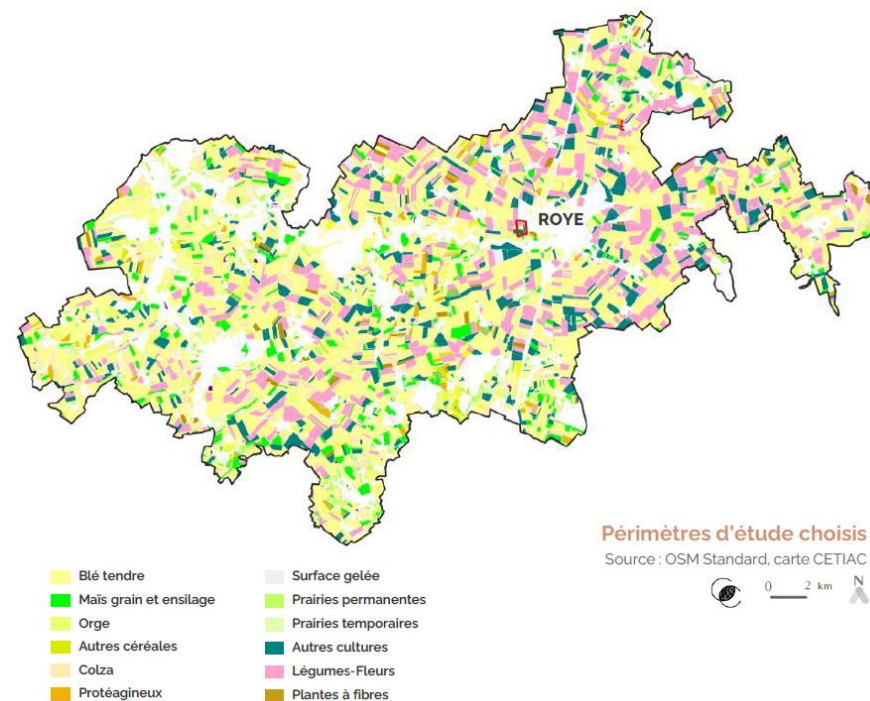 ROYE
Périmètres d'étude choisis
Source : OSM Standard, carte CETIAC
0 2 km N
Blé tendre
Maïs grain et ensilage
Orge
Autres céréales
Colza
Protéagineux
Surface gelée
Prairies permanentes
Prairies temporaires
Autres cultures
Légumes-Fleurs
Plantes à fibres